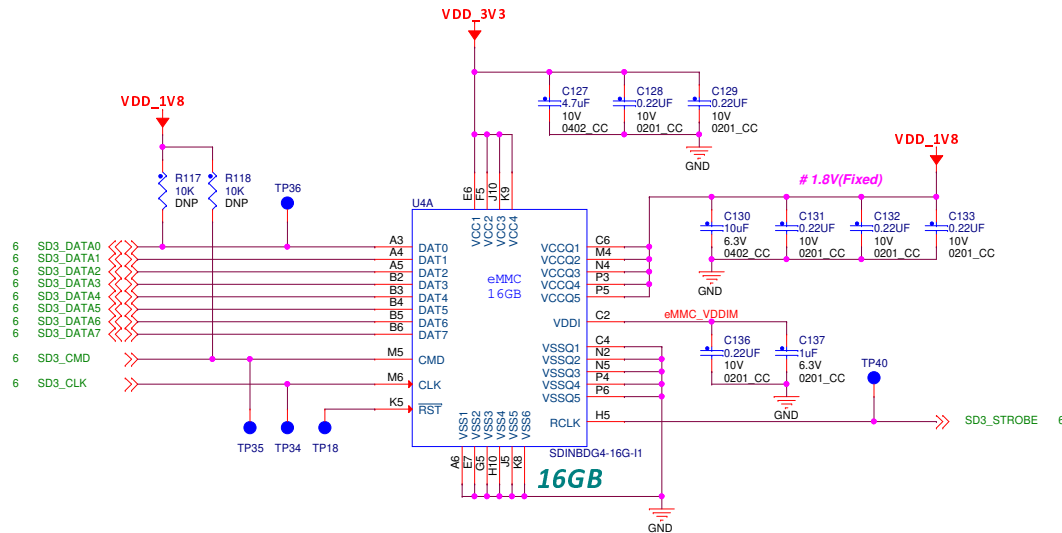 VDD_3V3
VDD_1V8
C127
4.7uF
10V
0402_CC
C128
0.22UF
10V
0201_CC
C129
0.22UF
10V
0201_CC
GND
VDD_1V8
R117
10K
DNP
R118
10K
DNP
TP36
# 1.8V(Fixed)
C130
10uF
6.3V
0402_CC
C131
0.22UF
10V
0201_CC
C132
0.22UF
10V
0201_CC
C133
0.22UF
10V
0201_CC
GND
U4A
E6
F5
J10
K9
VCC1
VCC2
VCC3
VCC4
eMMC
16GB
6 SD3_DATA0 A3 DAT0
6 SD3_DATA1 A4 DAT1
6 SD3_DATA2 A5 DAT2
6 SD3_DATA3 B2 DAT3
6 SD3_DATA4 B3 DAT4
6 SD3_DATA5 B4 DAT5
6 SD3_DATA6 B5 DAT6
6 SD3_DATA7 B6 DAT7
6 SD3_CMD M5 CMD
6 SD3_CLK M6 CLK
K5 RST
TP35
TP34
TP18
VCCQ1 C6
VCCQ2 M4
VCCQ3 N4
VCCQ4 P3
VCCQ5 P5
VDDI C2 eMMC_VDDIM
VSSQ1 C4
VSSQ2 N2
VSSQ3 N5
VSSQ4 P4
VSSQ5 P6
RCLK H5
C136
0.22UF
10V
0201_CC
C137
1uF
6.3V
0201_CC
GND
TP40
SD3_STROBE 6
VSS1
VSS2
VSS3
VSS4
VSS5
VSS6
A6
E7
G5
H10
J5
K8
SDINBDG4-16G-I1
16GB
GND